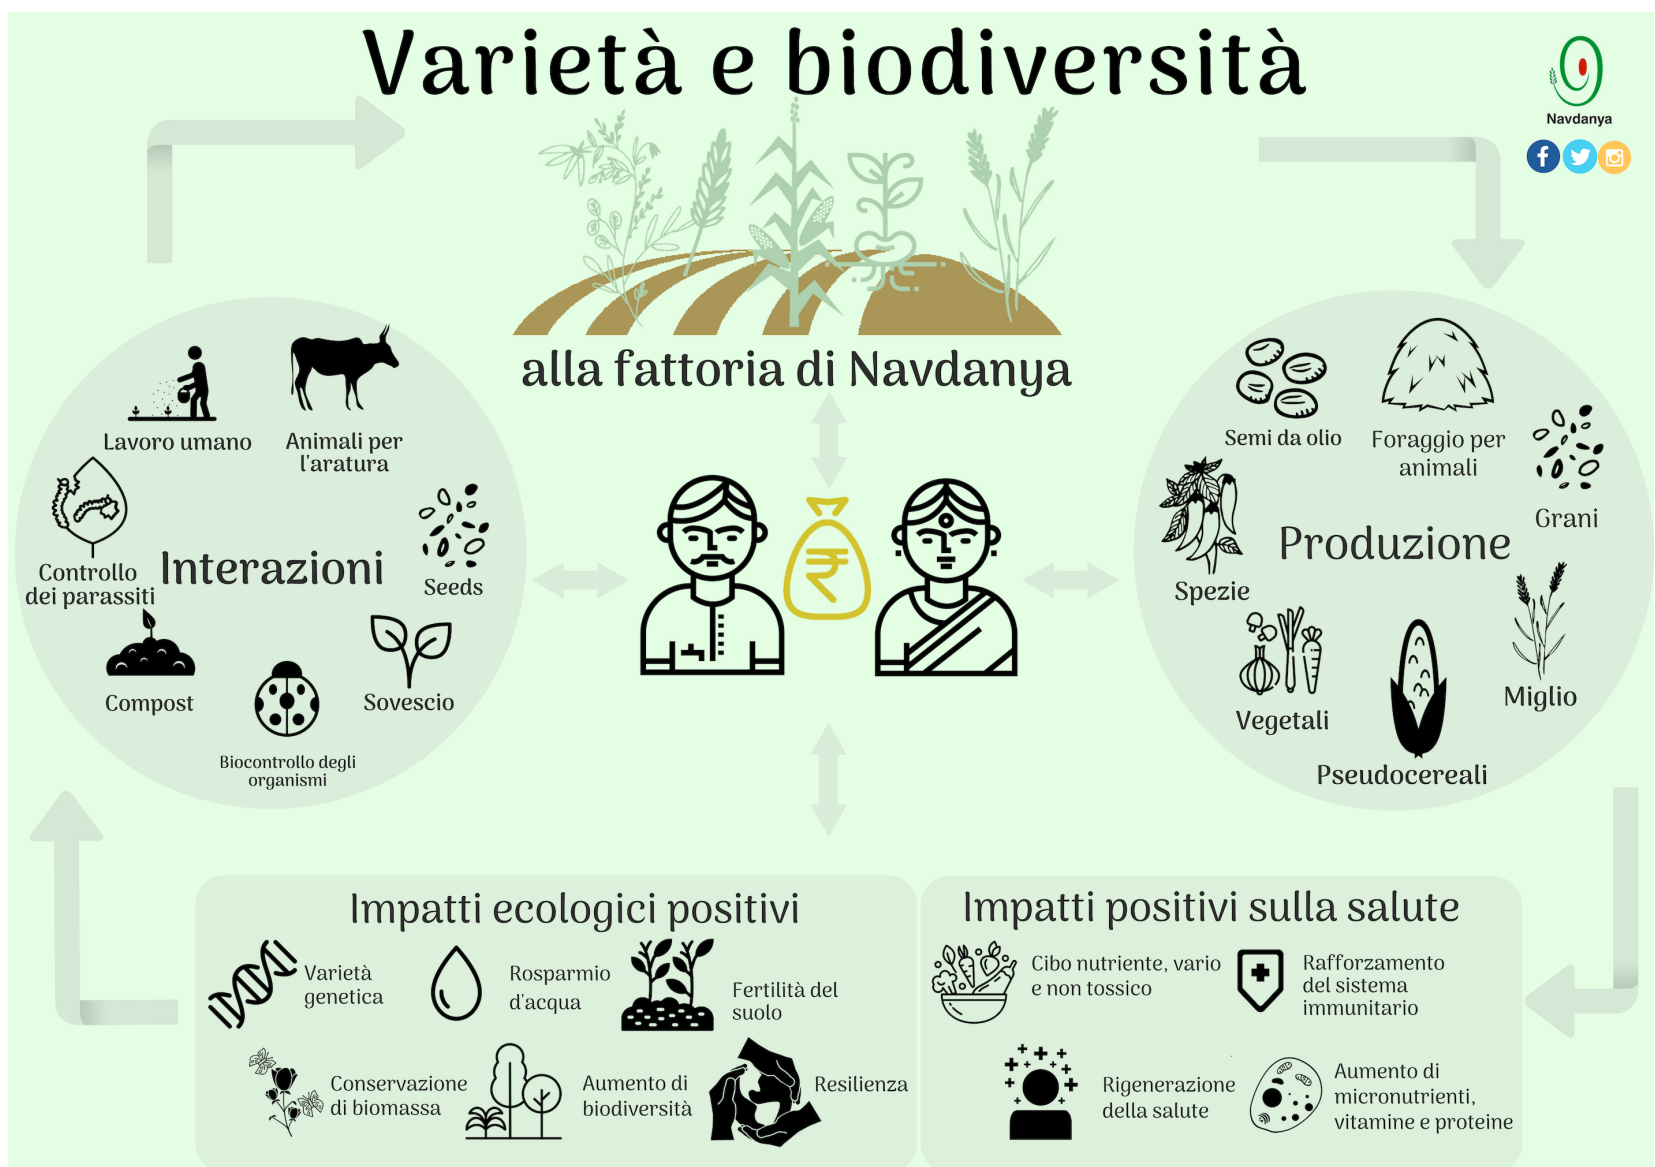 Varietà e biodiversità
Navdanya
alla fattoria di Navdanya
Lavoro umano
Animali per
l'aratura
Controllo
dei parassiti
Interazioni
Seeds
Compost
Sovescio
Biocontrollo degli
organismi
₹
Semi da olio
Foraggio per
animali
Grani
Produzione
Spezie
Miglio
Vegetali
Pseudocereali
Impatti ecologici positivi
Varietà
genetica
Rosparmio
d'acqua
Fertilità del
suolo
Conservazione
di biomassa
Aumento di
biodiversità
Resilienza
Impatti positivi sulla salute
Cibo nutriente, vario
e non tossico
Rafforzamento
del sistema
immunitario
Rigenerazione
della salute
Aumento di
micronutrienti,
vitamine e proteine